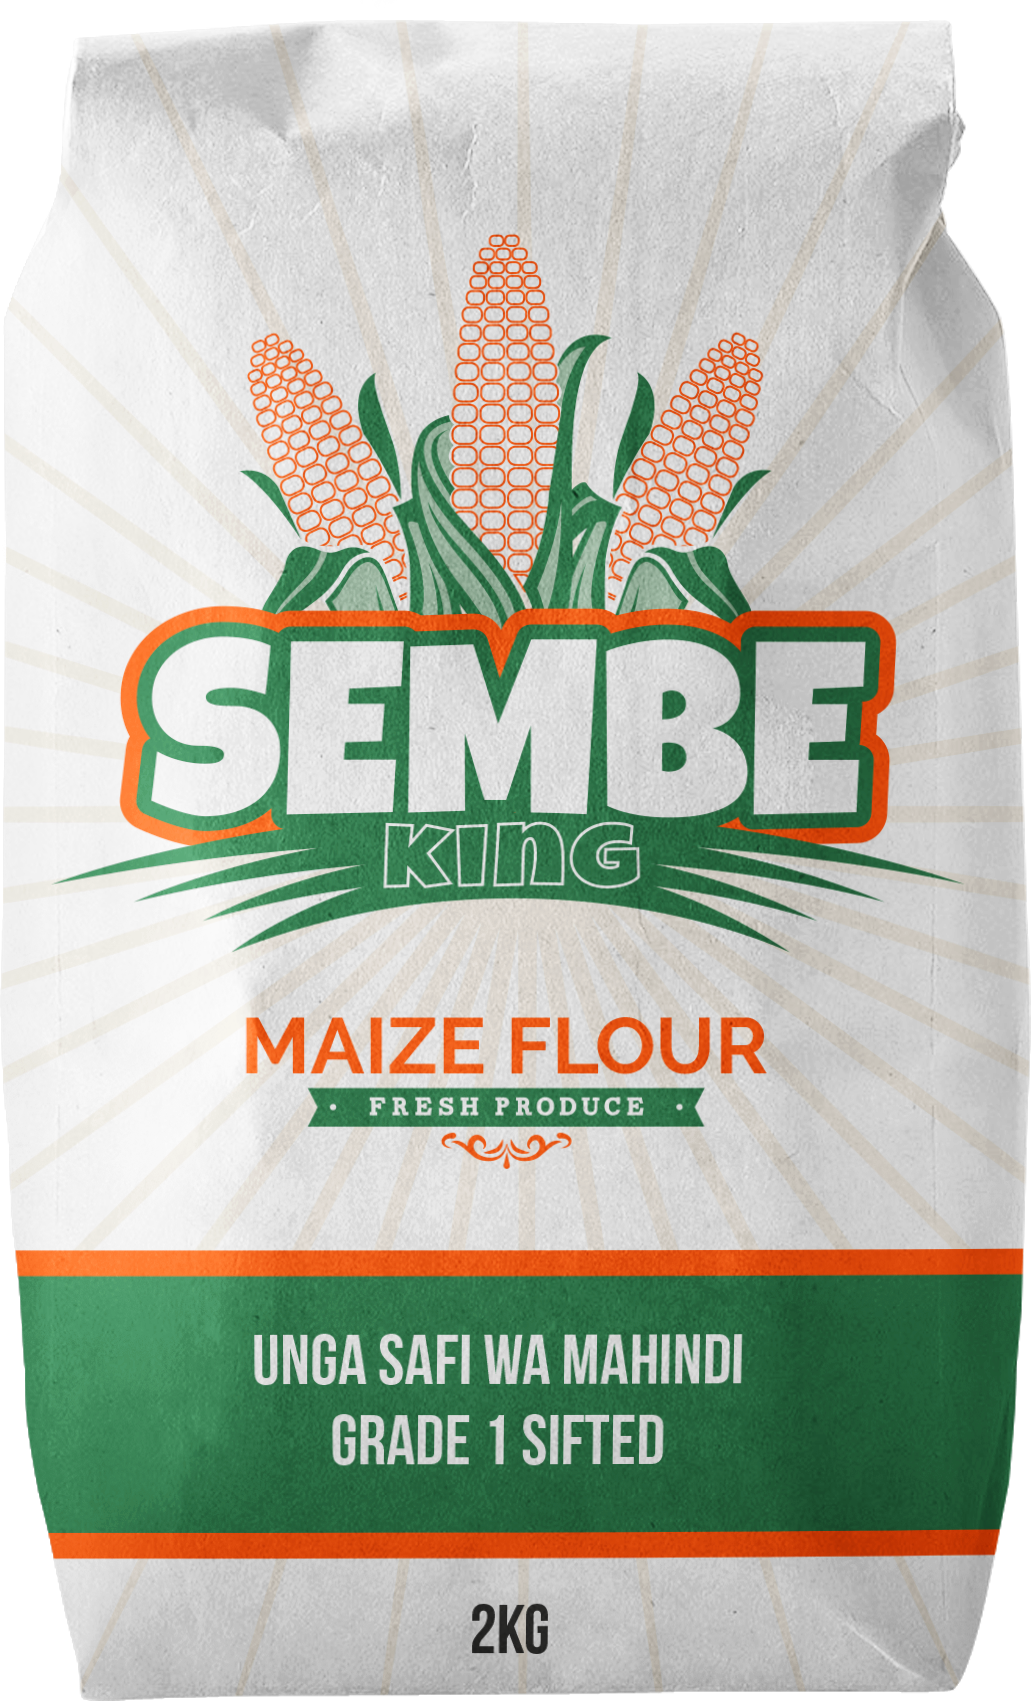 SEMBE
KING
MAIZE FLOUR
· FRESH PRODUCE ·
UNGA SAFI WA MAHINDI
GRADE 1 SIFTED
2KG